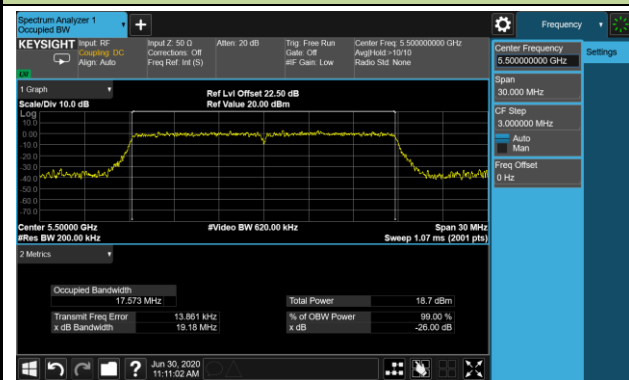 Spectrum Analyzer 1
Occupied BW
KEYSIGHT
Input: RF
Coupling: DC
Align: Auto
Input Z: 50 Ω
Corrections: Off
Freq Ref: Int (S)
Atten: 20 dB
Trig: Free Run
Gate: Off
#IF Gain: Low
Center Freq: 5.500000000 GHz
Avg|Hold:>10/10
Radio Std: None
1 Graph
Scale/Div 10.0 dB
Ref Lvl Offset 22.50 dB
Ref Value 20.00 dBm
Log
10.0
0.00
-10.0
-20.0
-30.0
-40.0
-50.0
-60.0
-70.0
Center 5.50000 GHz
#Res BW 200.00 kHz
#Video BW 620.00 kHz
Span 30 MHz
Sweep 1.07 ms (2001 pts)
2 Metrics
Occupied Bandwidth
17.573 MHz
Transmit Freq Error 13.861 kHz
x dB Bandwidth 19.18 MHz
Total Power 18.7 dBm
% of OBW Power 99.00 %
x dB -26.00 dB
Jun 30, 2020
11:11:02 AM
Frequency
Settings
Center Frequency
5.500000000 GHz
Span
30.000 MHz
CF Step
3.000000 MHz
Auto
Man
Freq Offset
0 Hz